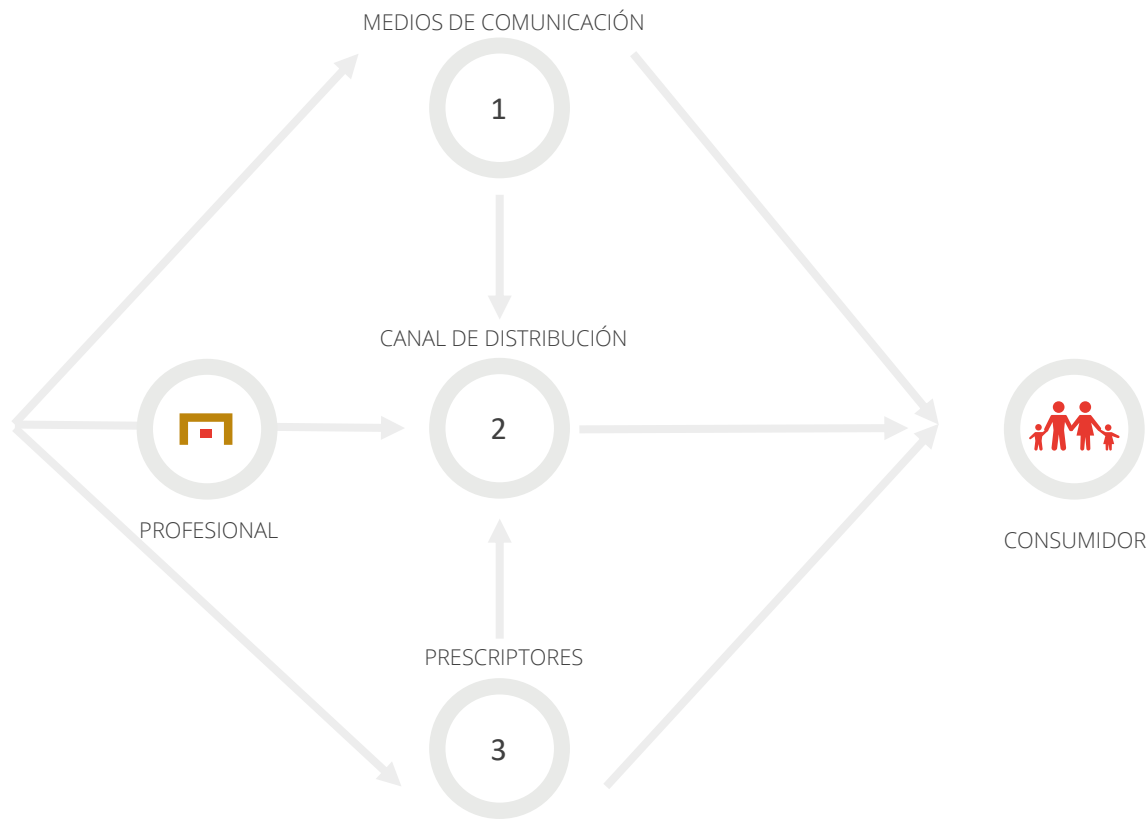 MEDIOS DE COMUNICACIÓN
1
CANAL DE DISTRIBUCIÓN
2
PROFESIONAL
CONSUMIDOR
PRESCRIPTORES
3